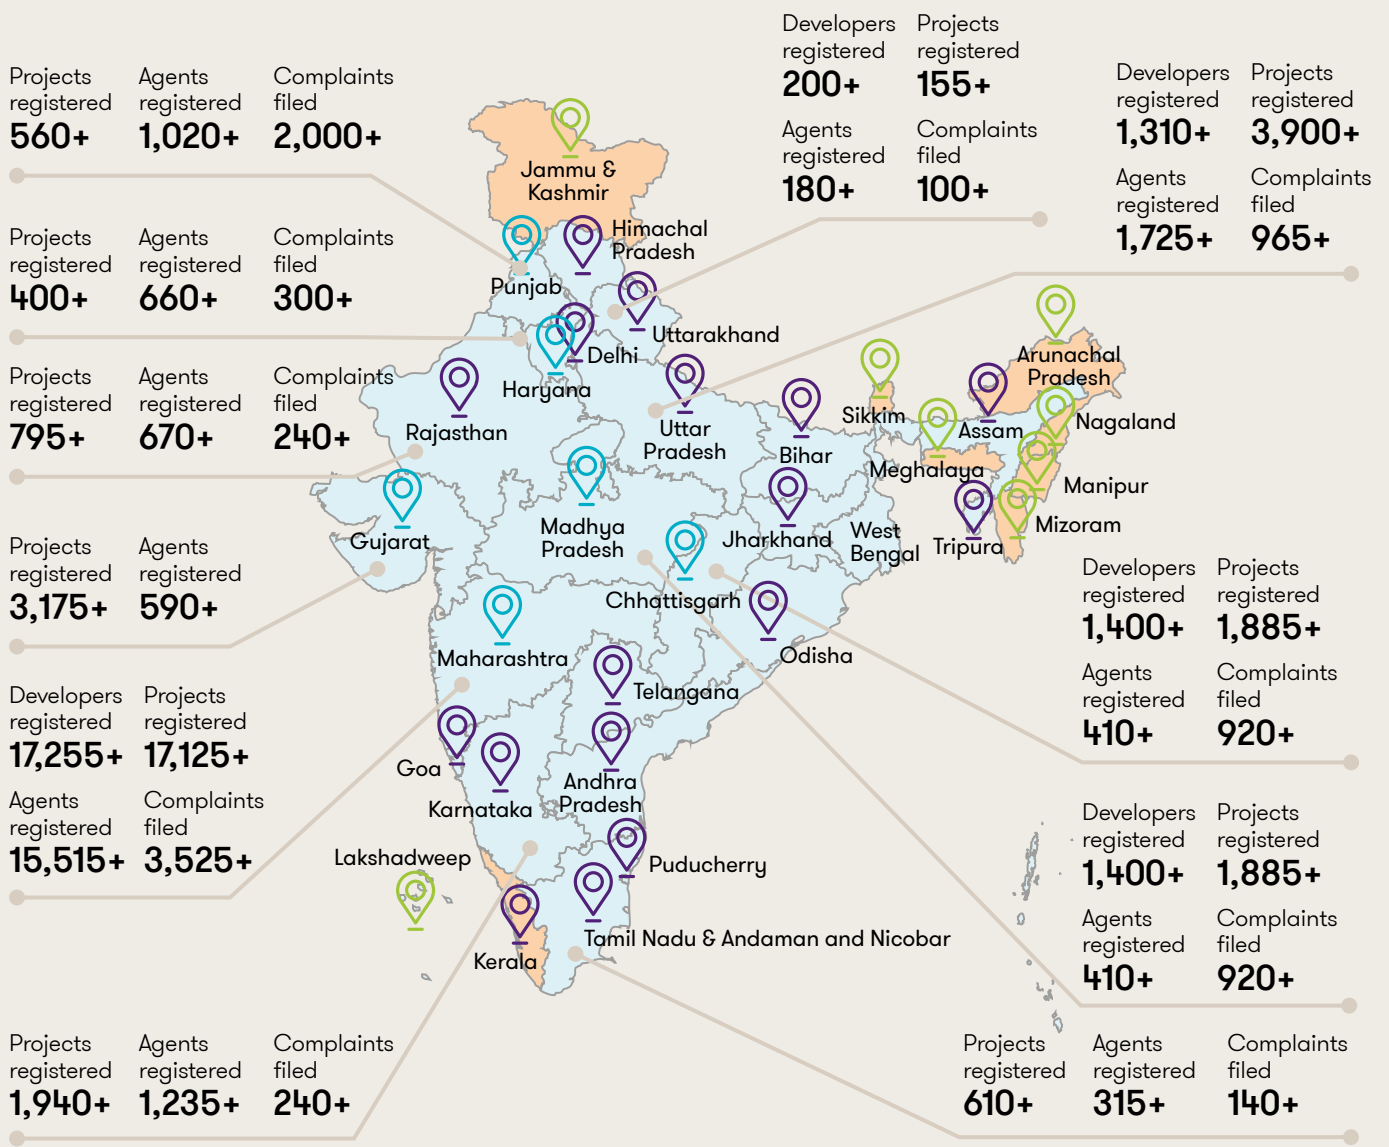 Projects registered
560+
Agents registered
1,020+
Complaints filed
2,000+
Projects registered
400+
Agents registered
660+
Complaints filed
300+
Projects registered
795+
Agents registered
670+
Complaints filed
240+
Projects registered
3,175+
Agents registered
590+
Developers registered
17,255+
Projects registered
17,125+
Agents registered
15,515+
Complaints filed
3,525+
Projects registered
1,940+
Agents registered
1,235+
Complaints filed
240+
Developers registered
200+
Projects registered
155+
Agents registered
180+
Complaints filed
100+
Developers registered
1,310+
Projects registered
3,900+
Agents registered
1,725+
Complaints filed
965+
Jammu &
Kashmir
Himachal
Pradesh
Punjab
Uttarakhand
Delhi
Haryana
Rajasthan
Uttar
Pradesh
Bihar
Sikkim
Arunachal
Pradesh
Assam
Nagaland
Meghalaya
Manipur
Mizoram
Tripura
Gujarat
Madhya
Pradesh
Jharkhand
West
Bengal
Chhattisgarh
Odisha
Maharashtra
Telangana
Goa
Karnataka
Andhra
Pradesh
Lakshadweep
Puducherry
Tamil Nadu & Andaman and Nicobar
Kerala
Developers registered
1,400+
Projects registered
1,885+
Agents registered
410+
Complaints filed
920+
Developers registered
1,400+
Projects registered
1,885+
Agents registered
410+
Complaints filed
920+
Projects registered
610+
Agents registered
315+
Complaints filed
140+